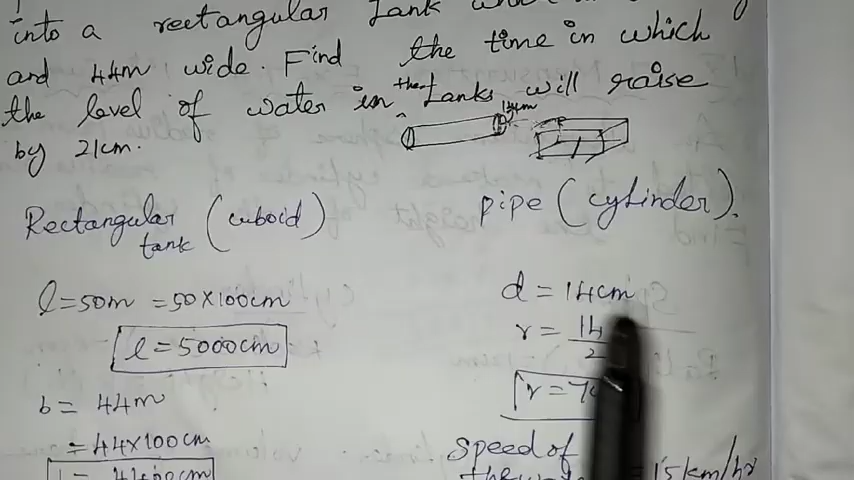 into a rectangular Tank
and 44m wide. Find the time in which
the level of water in the Tanks will raise
by 21cm.
14cm
Rectangular tank (cuboid)
pipe (cylinder).
l = 50m = 50×100cm
l = 5000cm
b = 44m
= 44×100cm
d = 14cm
r = 14
2
r = 7
Speed of
= 15km/hr